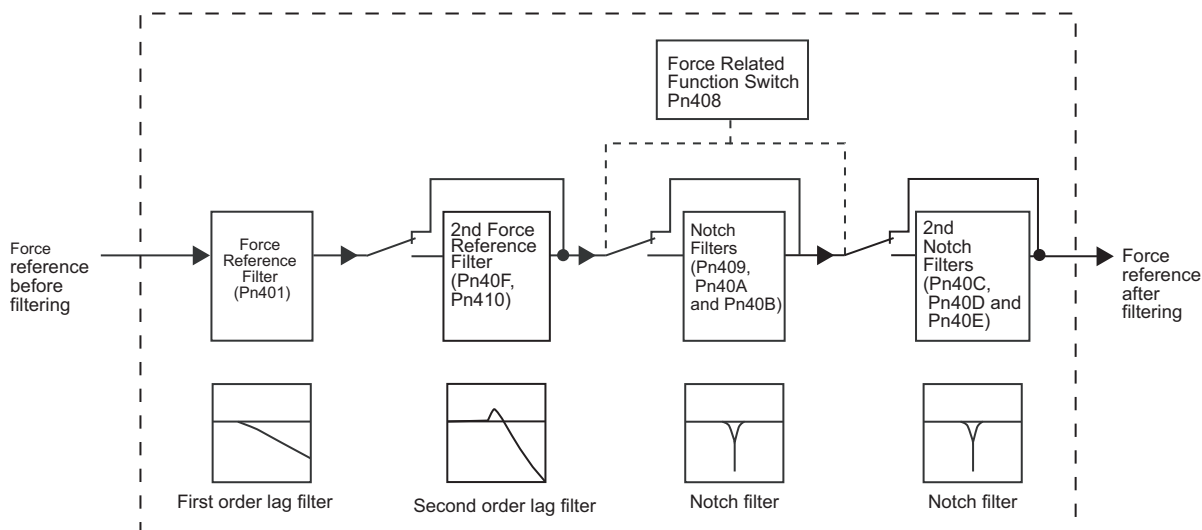 Force Related
Function Switch
Pn408
Force
reference
before
filtering
Force
Reference
Filter
(Pn401)
2nd Force
Reference
Filter
(Pn40F,
Pn410)
Notch
Filters
(Pn409,
Pn40A
and Pn40B)
2nd
Notch
Filters
(Pn40C,
Pn40D and
Pn40E)
Force
reference
after
filtering
First order lag filter
Second order lag filter
Notch filter
Notch filter